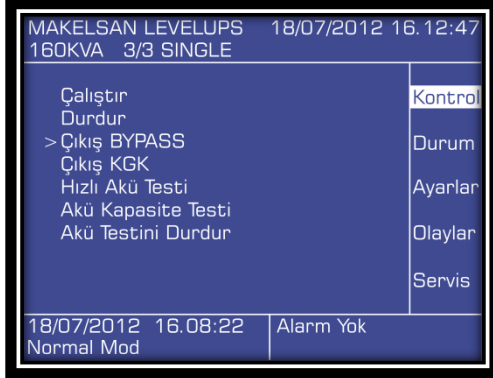 MAKELSAN LEVELUPS 18/07/2012 16.12:47
160KVA 3/3 SINGLE
Çalıştır
Durdur
>Çıkış BYPASS
Çıkış KGK
Hızlı Akü Testi
Akü Kapasite Testi
Akü Testini Durdur
Kontrol
Durum
Ayarlar
Olaylar
Servis
18/07/2012 16.08:22
Normal Mod
Alarm Yok